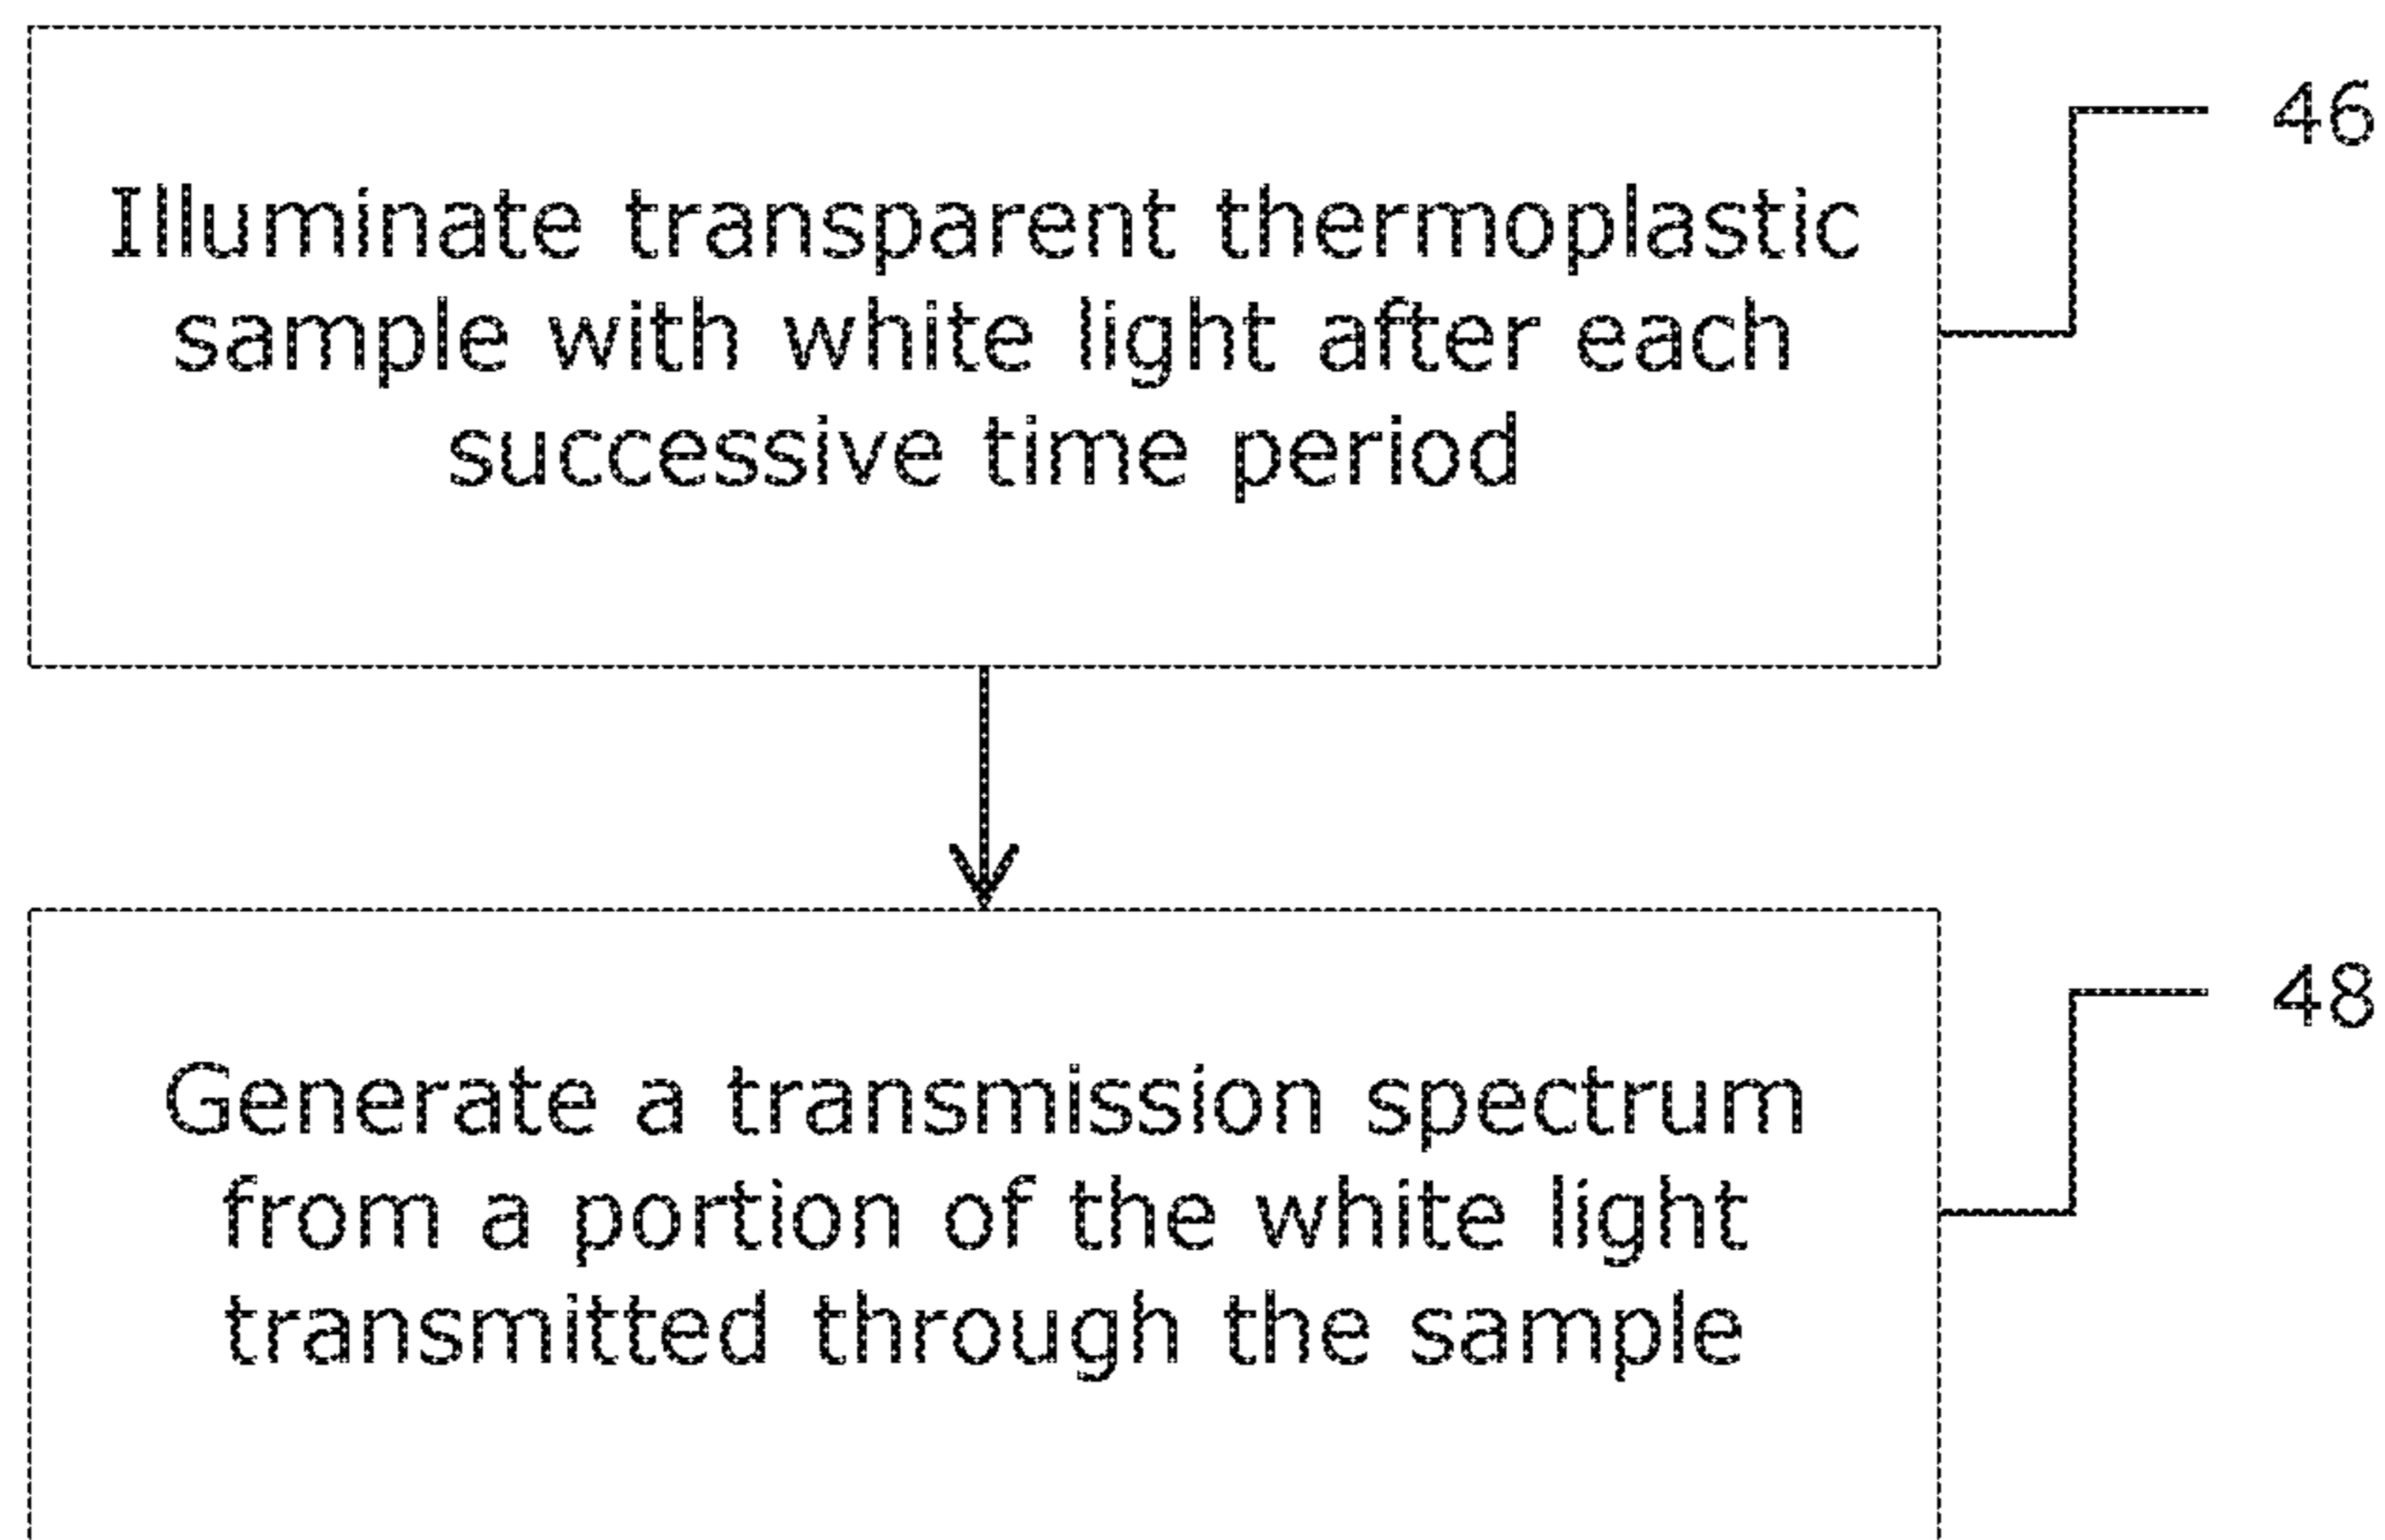 46
Illuminate transparent thermoplastic
sample with white light after each
successive time period
48
Generate a transmission spectrum
from a portion of the white light
transmitted through the sample